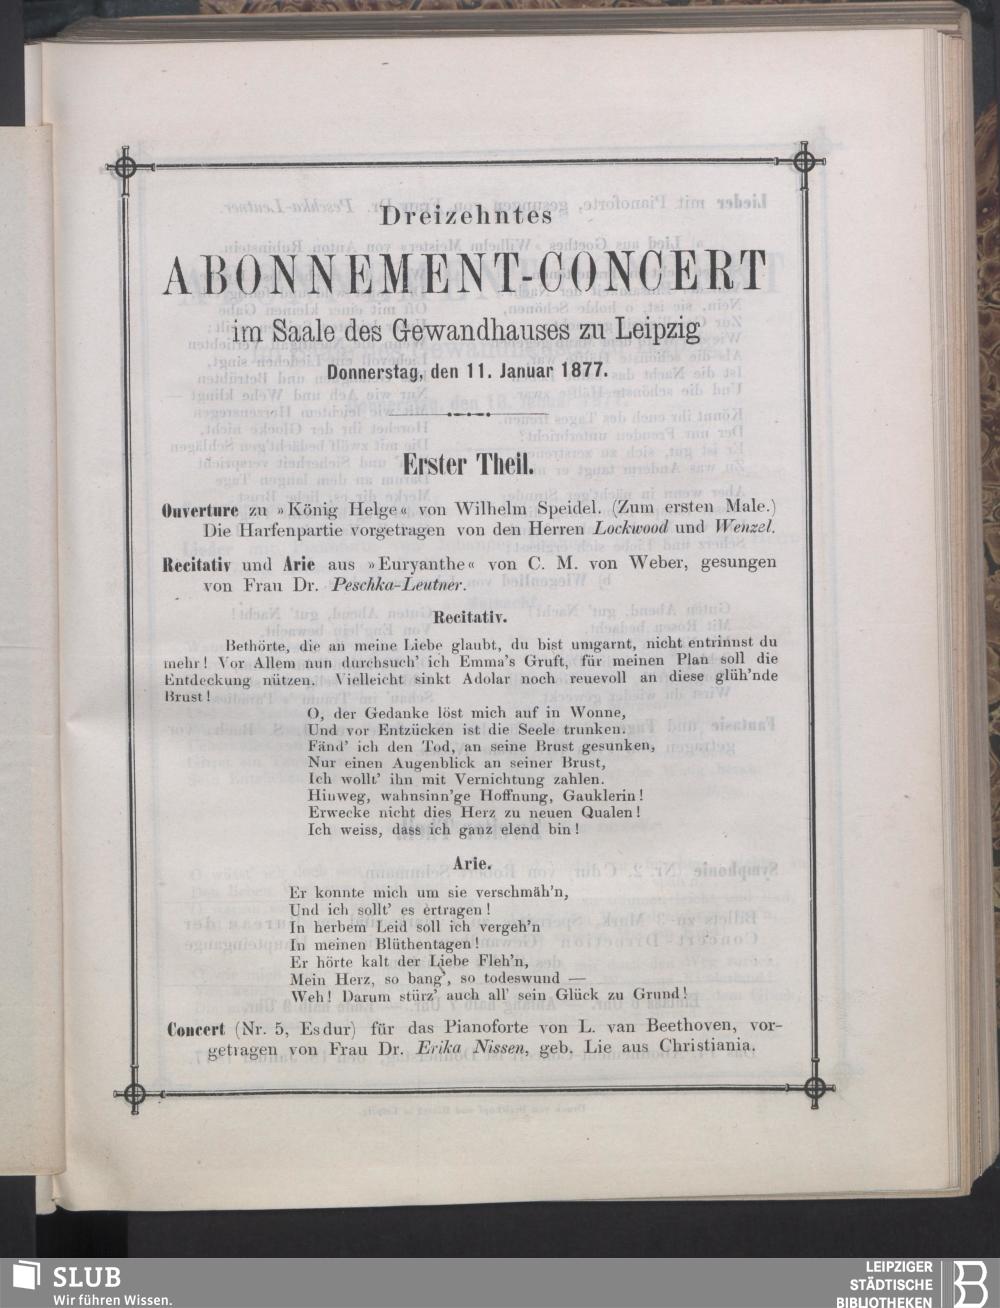 Dreizehntes
ABONNEMENT-CONCERT
im Saale des Gewandhauses zu Leipzig
Donnerstag, den 11. Januar 1877.
Erster Theil.
Ouverture zu »König Helge« von Wilhelm Speidel. (Zum ersten Male.)
Die Harfenpartie vorgetragen von den Herren Lockwood und Wenzel.
Recitativ und Arie aus »Euryanthe« von C. M. von Weber, gesungen
von Frau Dr. Peschka-Leutner.
Recitativ.
Bethörte, die an meine Liebe glaubt, du bist umgarnt, nicht entrinnst du
mehr! Vor Allem nun durchsuch' ich Emma's Gruft, für meinen Plan soll die
Entdeckung nützen. Vielleicht sinkt Adolar noch reuevoll an diese glüh'nde
Brust!
O, der Gedanke löst mich auf in Wonne,
Und vor Entzücken ist die Seele trunken.
Fänd' ich den Tod, an seine Brust gesunken,
Nur einen Augenblick an seiner Brust,
Ich wollt' ihn mit Vernichtung zahlen.
Hinweg, wahnsinn'ge Hoffnung, Gauklerin!
Erwecke nicht dies Herz zu neuen Qualen!
Ich weiss, dass ich ganz elend bin!
Arie.
Er konnte mich um sie verschmäh'n,
Und ich sollt' es ertragen!
In herbem Leid soll ich vergeh'n
In meinen Blüthentagen!
Er hörte kalt der Liebe Fleh'n,
Mein Herz, so bang', so todeswund —
Weh! Darum stürz' auch all' sein Glück zu Grund!
Concert (Nr. 5, Es dur) für das Pianoforte von L. van Beethoven, vor-
getragen von Frau Dr. Erika Nissen, geb. Lie aus Christiania.
SLUB
Wir führen Wissen.
LEIPZIGER
STÄDTISCHE
BIBLIOTHEKEN